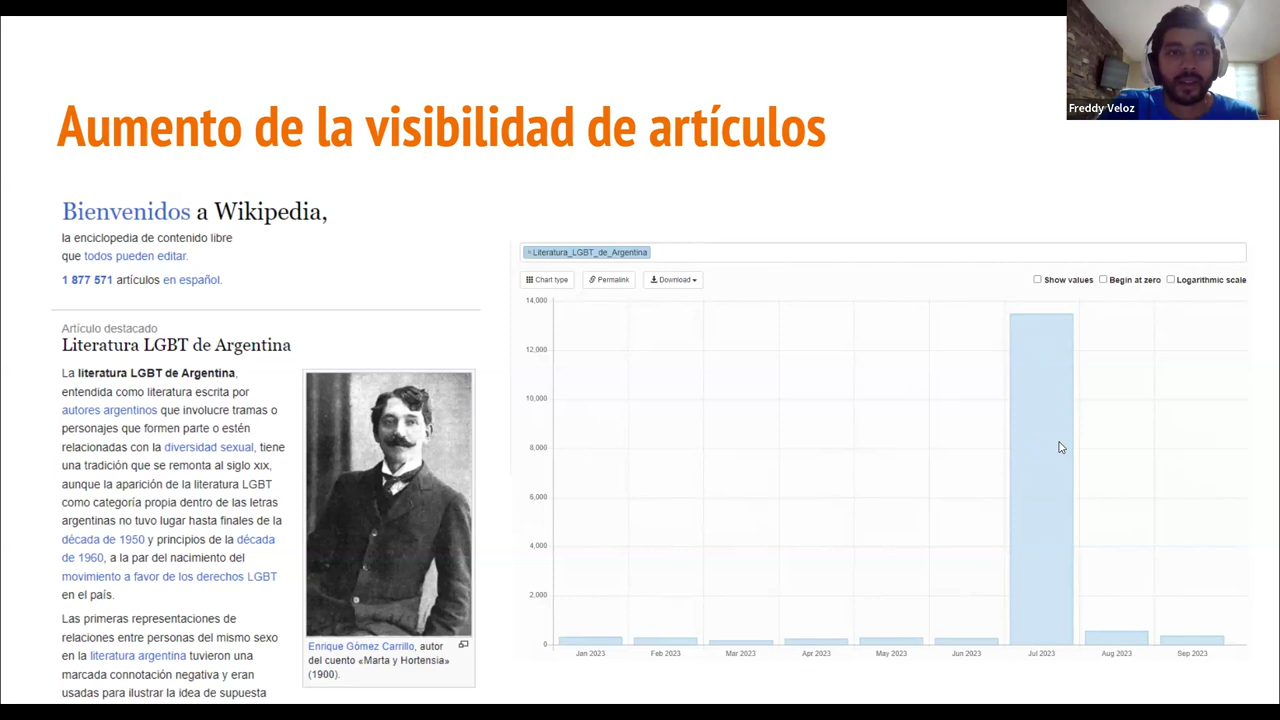 Freddy Veloz
Aumento de la visibilidad de artículos
Bienvenidos a Wikipedia,
la enciclopedia de contenido libre
que todos pueden editar.
1 877 571 artículos en español.
Artículo destacado
Literatura LGBT de Argentina
La literatura LGBT de Argentina,
entendida como literatura escrita por
autores argentinos que involucre tramas o
personajes que formen parte o estén
relacionadas con la diversidad sexual, tiene
una tradición que se remonta al siglo XIX,
aunque la aparición de la literatura LGBT
como categoría propia dentro de las letras
argentinas no tuvo lugar hasta finales de la
década de 1950 y principios de la década
de 1960, a la par del nacimiento del
movimiento a favor de los derechos LGBT
en el país.
Las primeras representaciones de
relaciones entre personas del mismo sexo
en la literatura argentina tuvieron una
marcada connotación negativa y eran
usadas para ilustrar la idea de supuesta
Enrique Gómez Carrillo, autor
del cuento «Marta y Hortensia»
(1900).
× Literatura_LGBT_de_Argentina
Chart type Permalink Download Show values Begin at zero Logarithmic scale
14,000
12,000
10,000
8,000
6,000
4,000
2,000
0
Jan 2023 Feb 2023 Mar 2023 Apr 2023 May 2023 Jun 2023 Jul 2023 Aug 2023 Sep 2023